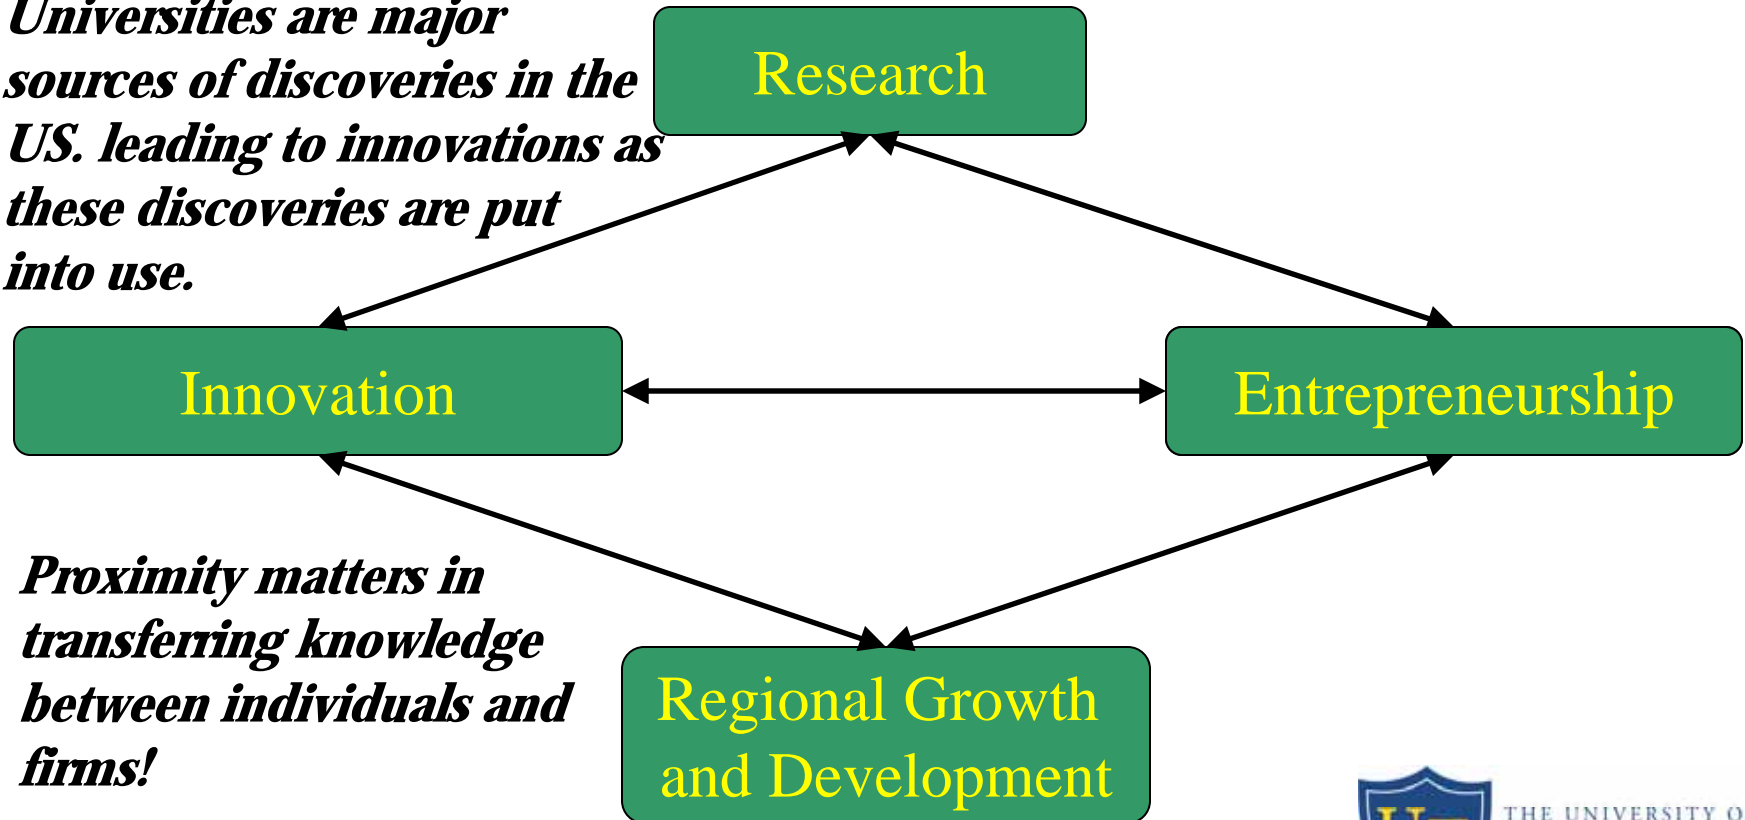 Universities are major
sources of discoveries in the
US. leading to innovations as
these discoveries are put
into use.
Research
Innovation
Entrepreneurship
Proximity matters in
transferring knowledge
between individuals and
firms!
Regional Growth
and Development
THE UNIVERSITY